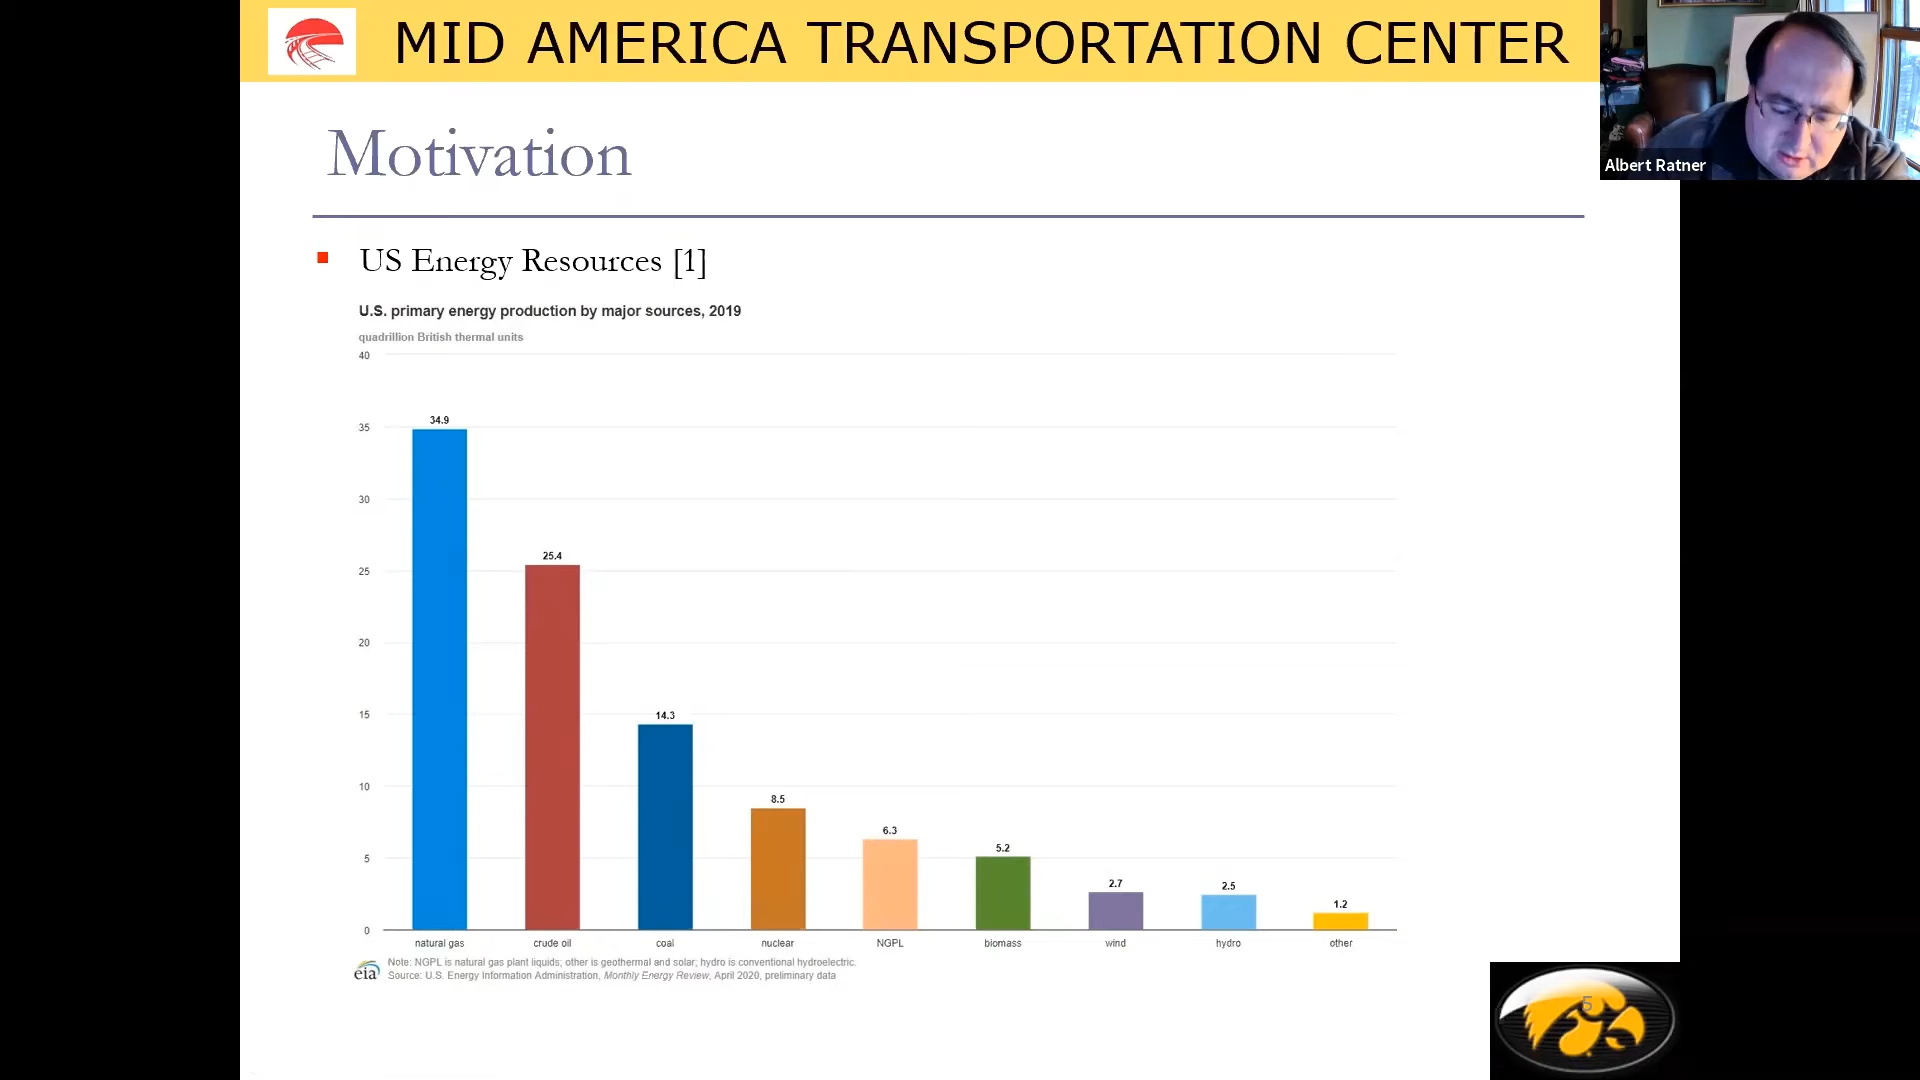 MID AMERICA TRANSPORTATION CENTER
Albert Ratner
Motivation
US Energy Resources [1]
U.S. primary energy production by major sources, 2019
quadrillion British thermal units
40
35
30
25
20
15
10
5
0
34.9
25.4
14.3
8.5
6.3
5.2
2.7
2.5
1.2
natural gas
crude oil
coal
nuclear
NGPL
biomass
wind
hydro
other
eia
Note: NGPL is natural gas plant liquids; other is geothermal and solar; hydro is conventional hydroelectric.
Source: U.S. Energy Information Administration, Monthly Energy Review, April 2020, preliminary data
5